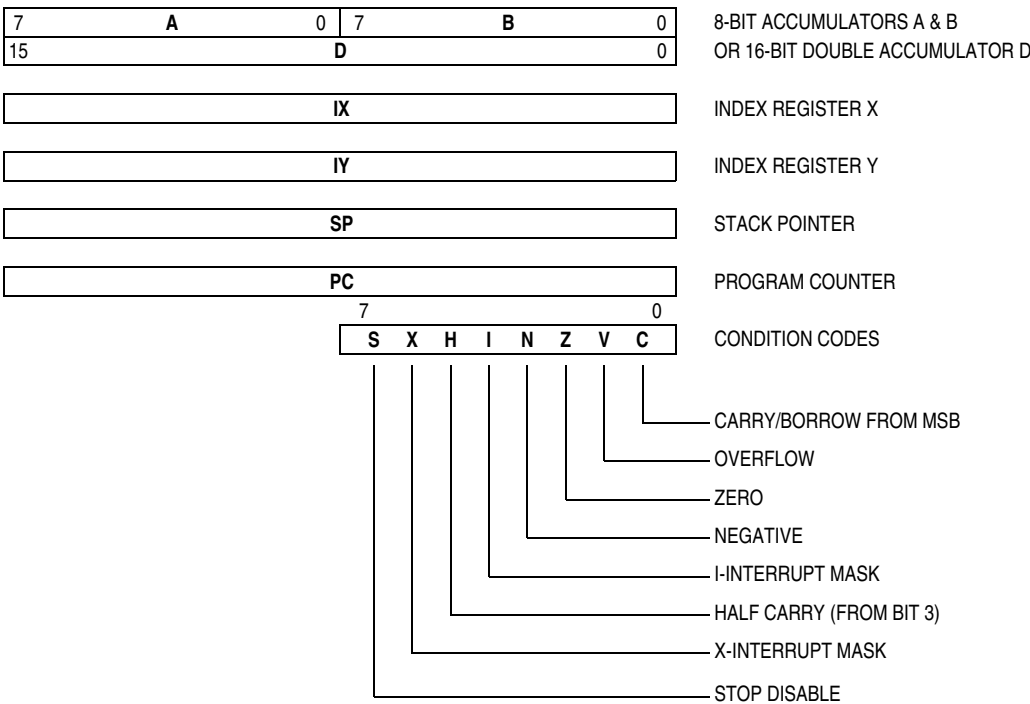 7 A 0 7 B 0 8-BIT ACCUMULATORS A & B
15 D 0 OR 16-BIT DOUBLE ACCUMULATOR D
IX INDEX REGISTER X
IY INDEX REGISTER Y
SP STACK POINTER
PC PROGRAM COUNTER
7 0
S X H I N Z V C CONDITION CODES
CARRY/BORROW FROM MSB
OVERFLOW
ZERO
NEGATIVE
I-INTERRUPT MASK
HALF CARRY (FROM BIT 3)
X-INTERRUPT MASK
STOP DISABLE